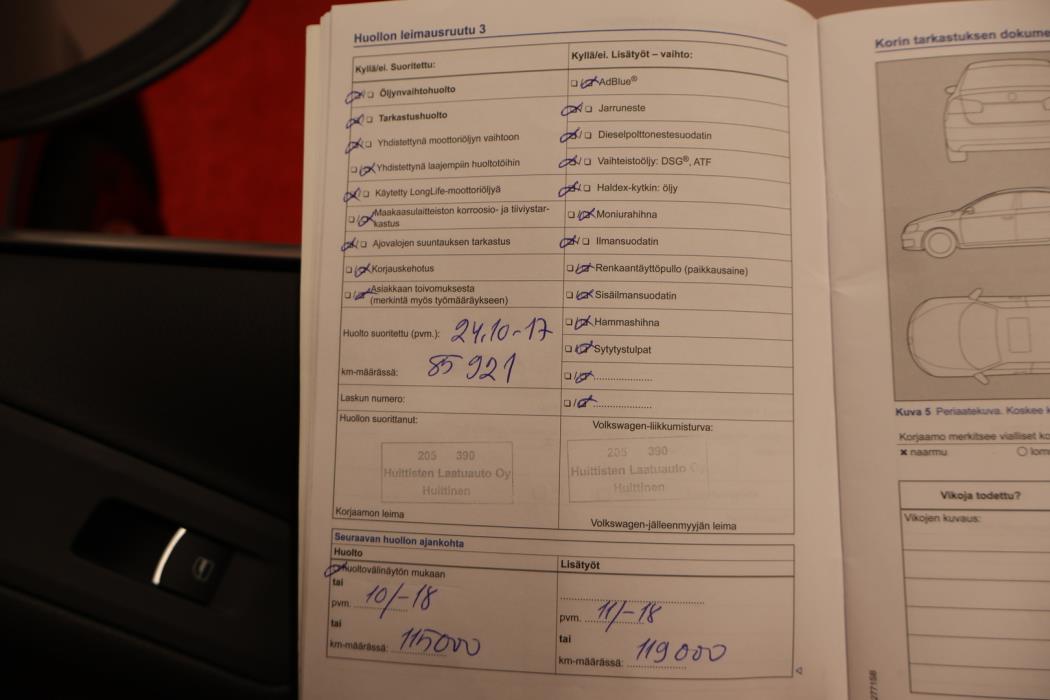 Huollon leimausruutu 3
Kyllä/ei. Suoritettu:
Öljynvaihtohuolto
Tarkastushuolto
Yhdistettynä moottoriöljyn vaihtoon
Yhdistettynä laajempiin huoltotöihin
Käytetty LongLife-moottoriöljyä
Maakaasulaitteiston korroosio- ja tiiviystar-
kastus
Ajovalojen suuntauksen tarkastus
Korjauskehotus
Asiakkaan toivomuksesta
(merkintä myös työmääräykseen)
Huolto suoritettu (pvm.): 24.10-17
km-määrässä: 85 921
Laskun numero:
Huollon suorittanut:
205 390
Huittisten Laatuauto Oy
Huittinen
Korjaamon leima
Kyllä/ei. Lisätyöt – vaihto:
AdBlue®
Jarruneste
Dieselpolttonestesuodatin
Vaihteistoöljy: DSG®, ATF
Haldex-kytkin: öljy
Moniurahihna
Ilmansuodatin
Renkaantäyttöpullo (paikkausaine)
Sisäilmansuodatin
Hammashihna
Sytytystulpat
Volkswagen-liikkumisturva:
205 390
Huittisten Laatuauto
Huittinen
Volkswagen-jälleenmyyjän leima
Seuraavan huollon ajankohta
Huolto
Huoltovälinäytön mukaan
tai
pvm. 10/-18
tai
km-määrässä: 115000
Lisätyöt
pvm. 11/-18
tai
km-määrässä: 119 000
Korin tarkastuksen
Kuva 5 Periaatekuva. Koskee
Korjaamo merkitsee vialliset
x naarmu
Vikoja todettu?
Vikojen kuvaus: